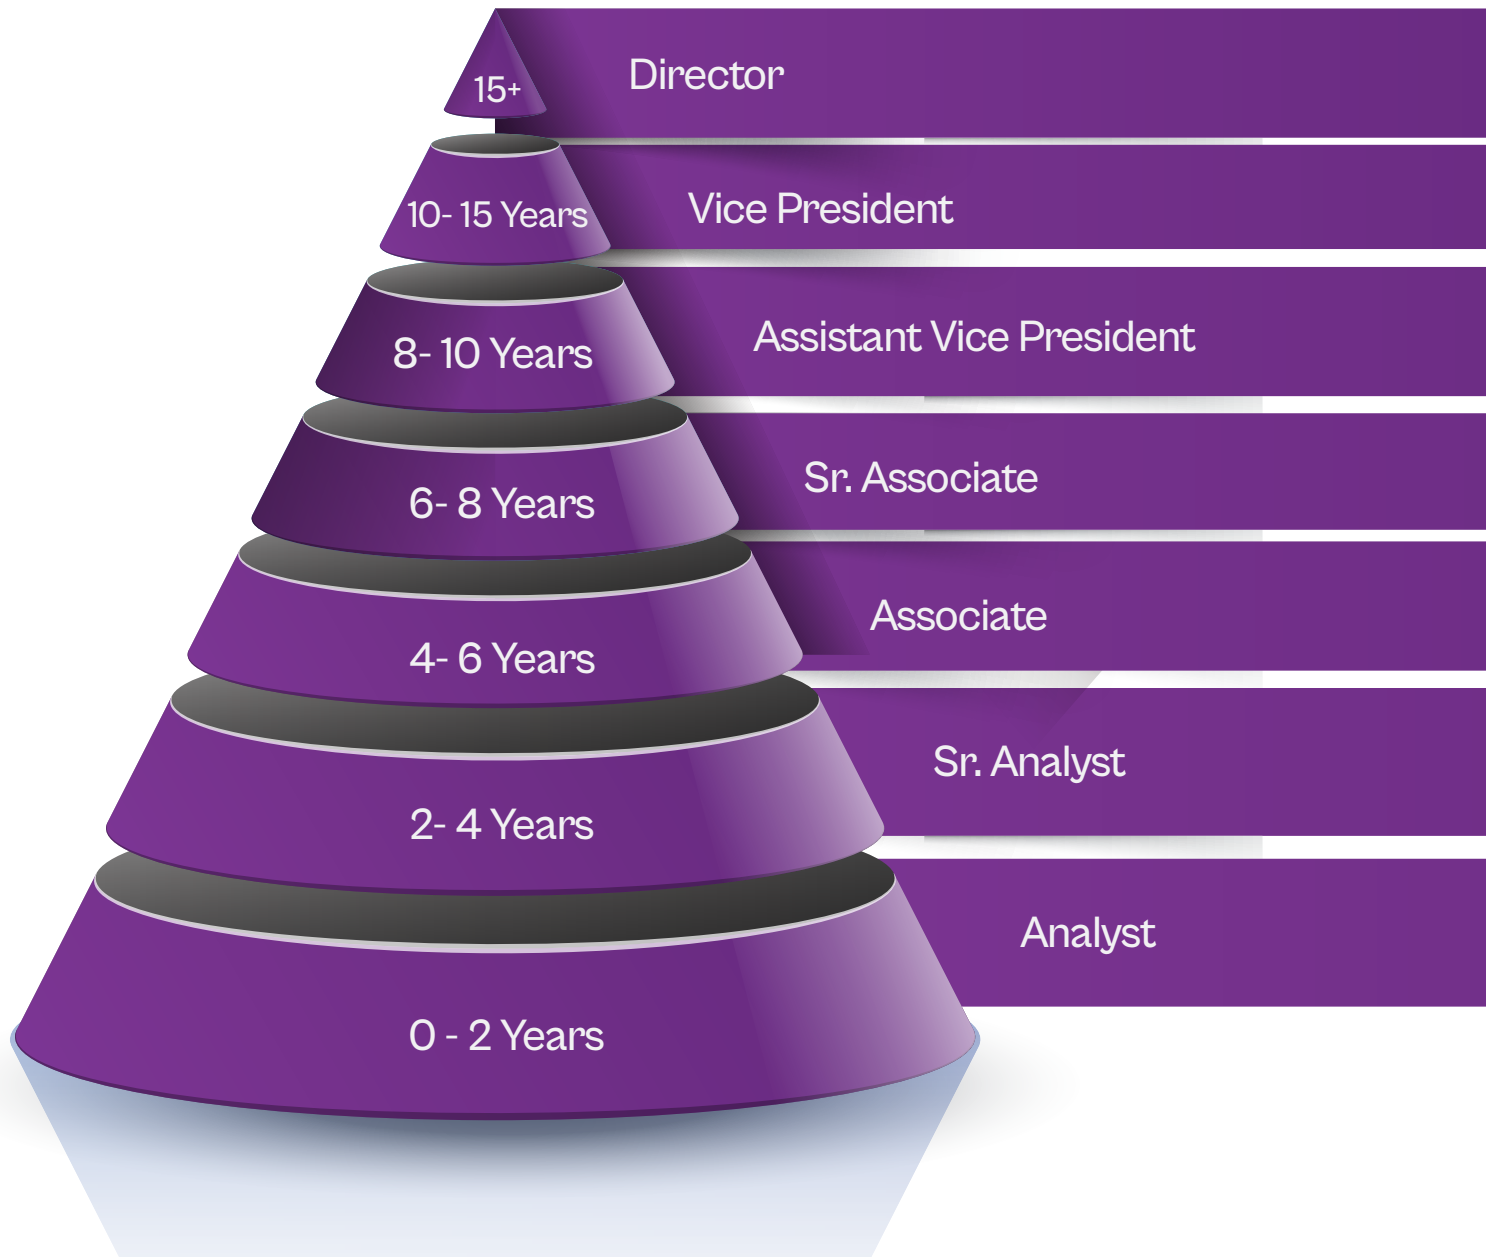 15+
Director
10- 15 Years
Vice President
8- 10 Years
Assistant Vice President
6- 8 Years
Sr. Associate
4- 6 Years
Associate
2- 4 Years
Sr. Analyst
0 - 2 Years
Analyst